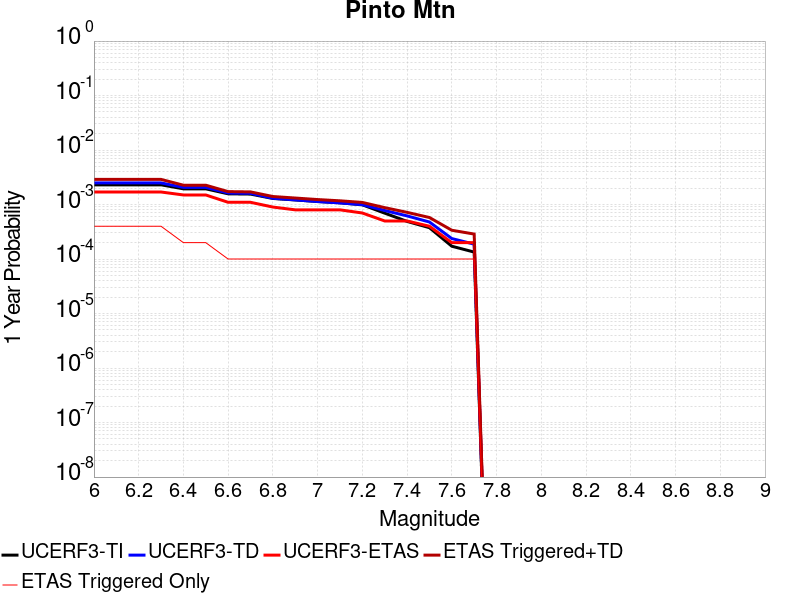 Pinto Mtn
10^0
10^-1
10^-2
10^-3
10^-4
10^-5
10^-6
10^-7
10^-8
1 Year Probability
6 6.2 6.4 6.6 6.8 7 7.2 7.4 7.6 7.8 8 8.2 8.4 8.6 8.8 9
Magnitude
UCERF3-TI UCERF3-TD UCERF3-ETAS ETAS Triggered+TD
ETAS Triggered Only